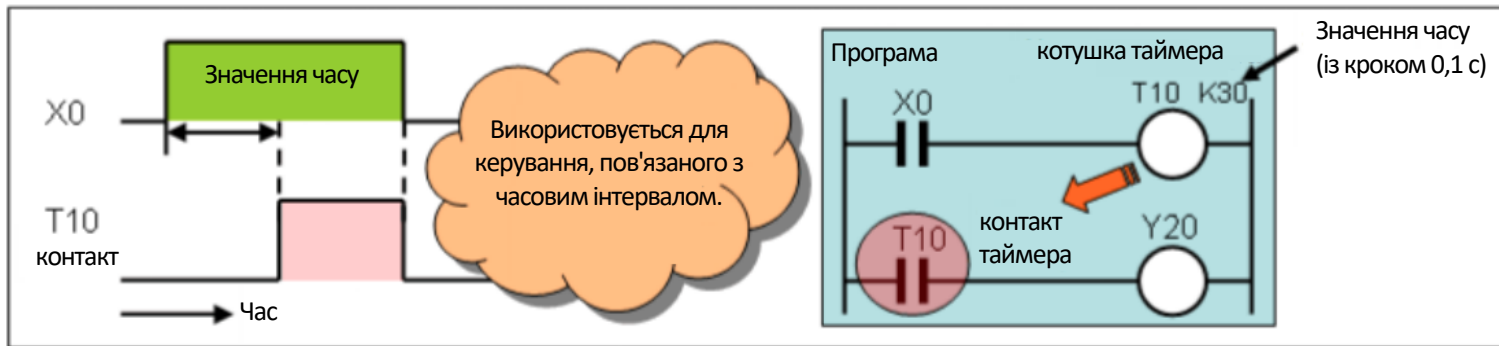 Значення часу
X0
T10
контакт
Час
Використовується для
керування, пов'язаного з
часовим інтервалом.
Програма
котушка таймера
X0
T10 K30
контакт
таймера
T10
Y20
Значення часу
(із кроком 0,1 с)